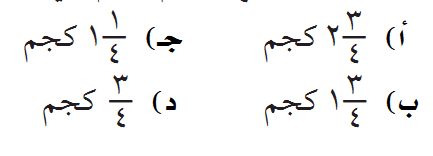 أ) ٢ ٣/٤ كجم جـ) ١ ١/٤ كجم
ب) ١ ٣/٤ كجم د) ٣/٤ كجم